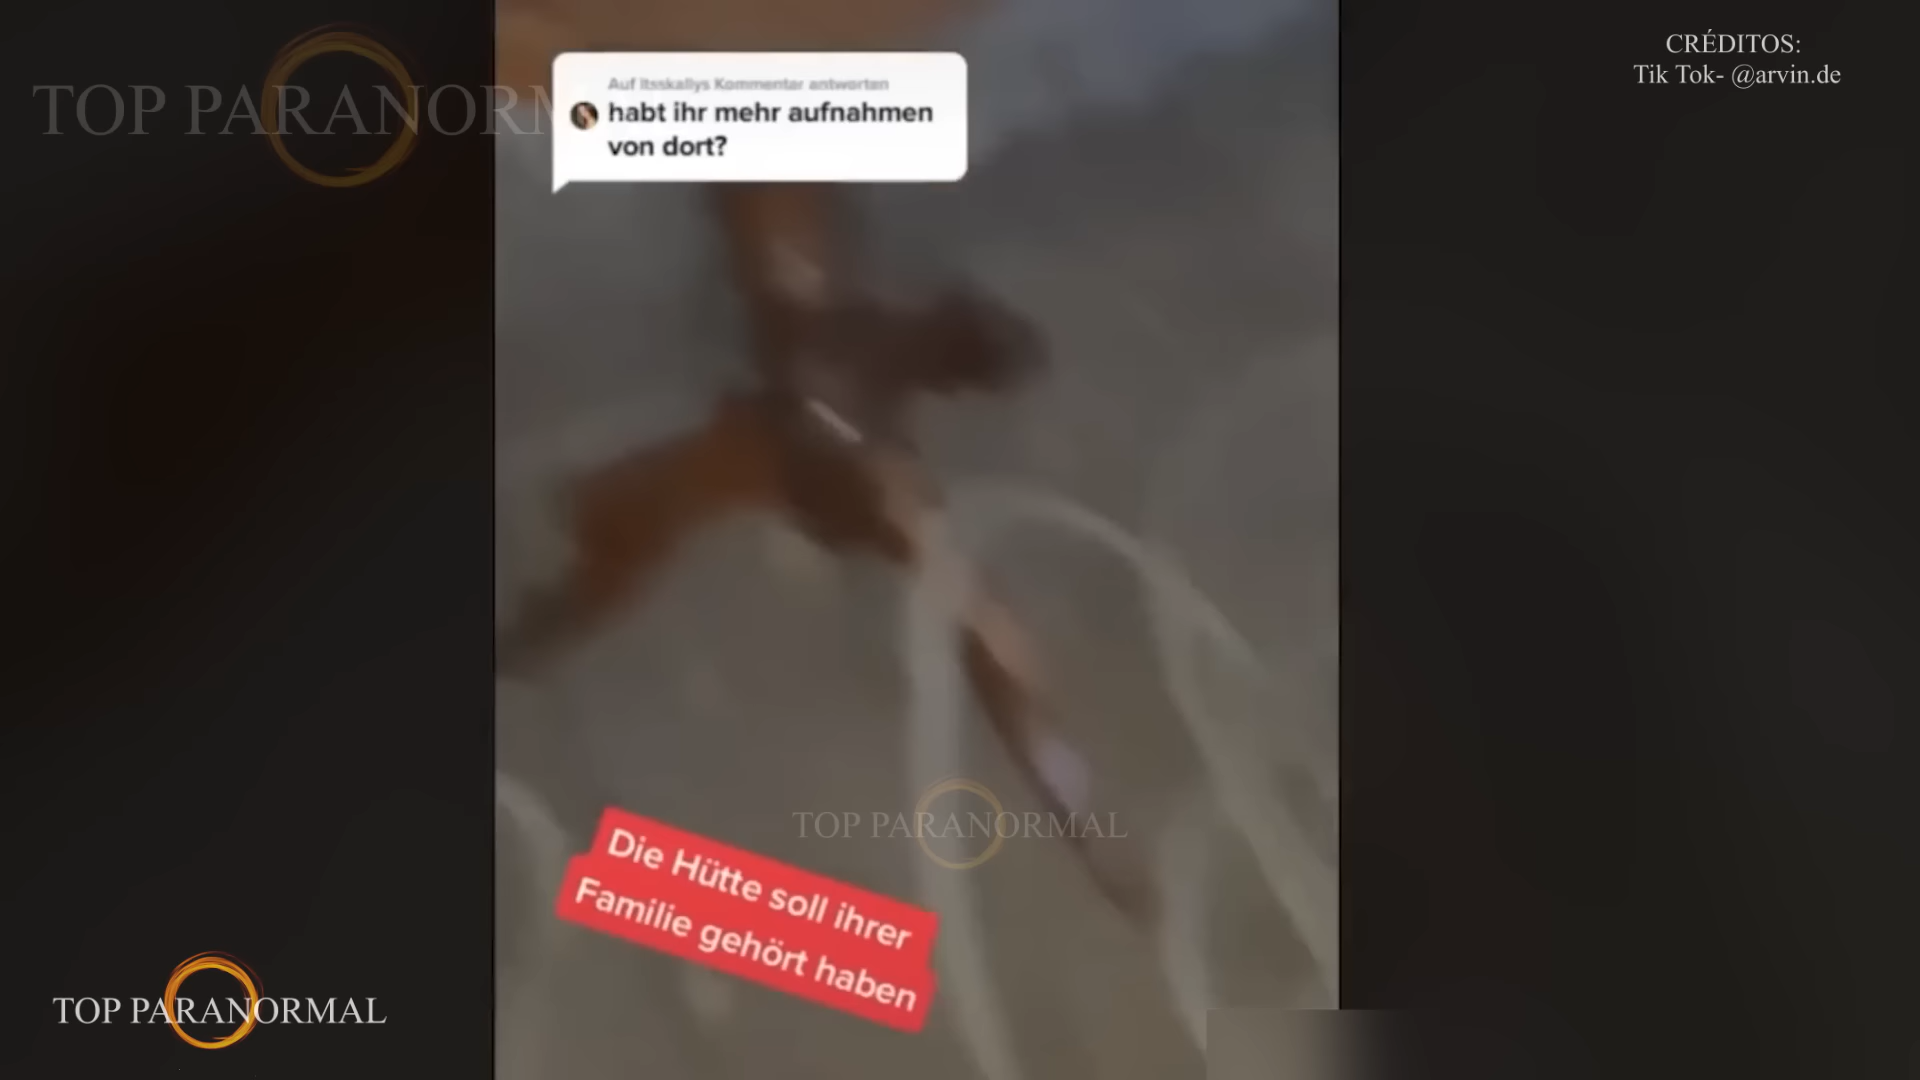 CRÉDITOS:
Tik Tok- @arvin.de
TOP PARANORM
Auf Itsskallys Kommentar antworten
habt ihr mehr aufnahmen
von dort?
TOP PARANORMAL
Die Hütte soll ihrer
Familie gehört haben
TOP PARANORMAL